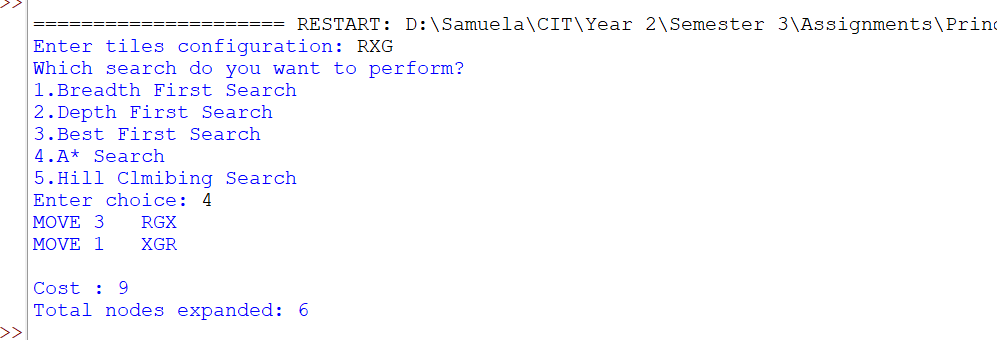 >>
====================== RESTART: D:\Samuela\CIT\Year 2\Semester 3\Assignments\Princ
Enter tiles configuration: RXG
Which search do you want to perform?
1.Breadth First Search
2.Depth First Search
3.Best First Search
4.A* Search
5.Hill Clmibing Search
Enter choice: 4
MOVE 3   RGX
MOVE 1   XGR
Cost : 9
Total nodes expanded: 6
>>